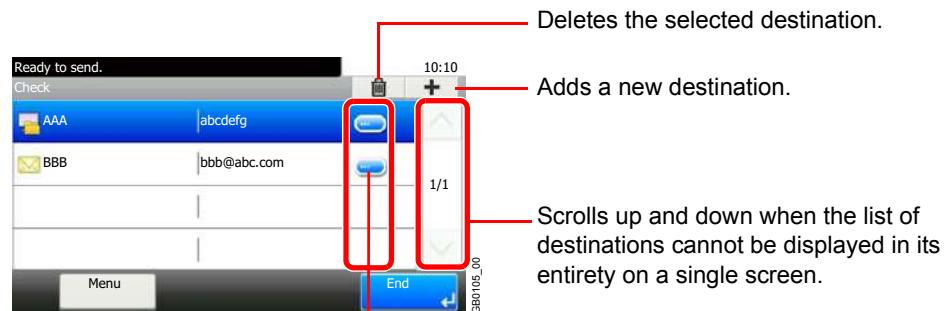 Deletes the selected destination.
Ready to send.
10:10
Check
Adds a new destination.
AAA
abcdefg
BBB
bbb@abc.com
1/1
Scrolls up and down when the list of
destinations cannot be displayed in its
entirety on a single screen.
Menu
End